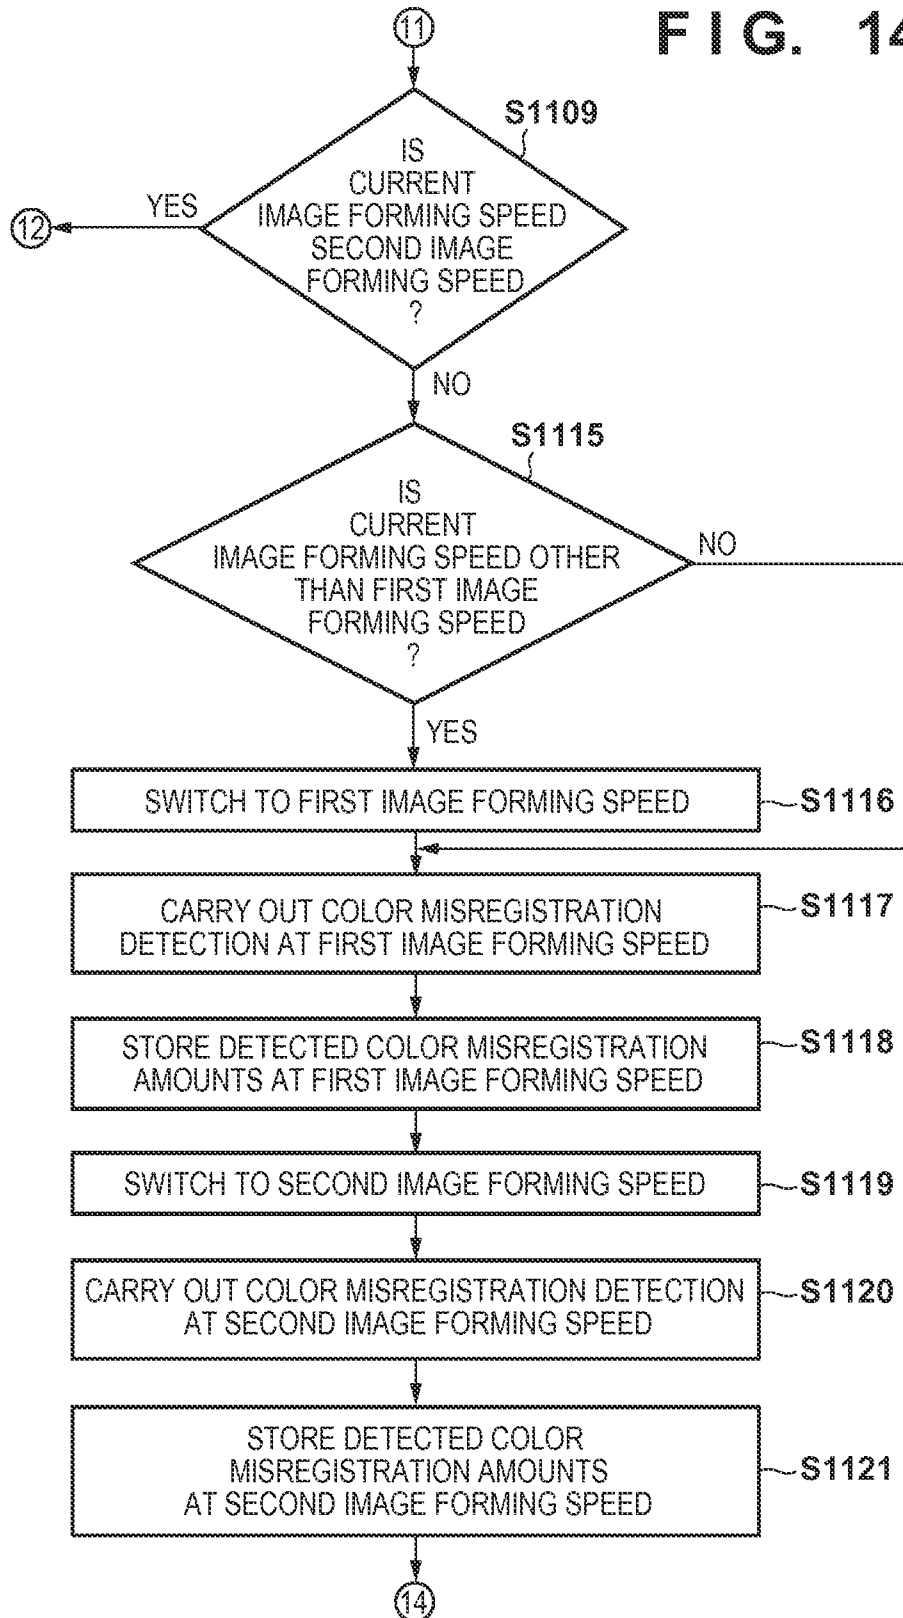 11
FIG. 14
S1109
IS
CURRENT
IMAGE FORMING SPEED
SECOND IMAGE
FORMING SPEED
?
YES
12
NO
S1115
IS
CURRENT
IMAGE FORMING SPEED OTHER
THAN FIRST IMAGE
FORMING SPEED
?
NO
YES
SWITCH TO FIRST IMAGE FORMING SPEED
S1116
CARRY OUT COLOR MISREGISTRATION
DETECTION AT FIRST IMAGE FORMING SPEED
S1117
STORE DETECTED COLOR MISREGISTRATION
AMOUNTS AT FIRST IMAGE FORMING SPEED
S1118
SWITCH TO SECOND IMAGE FORMING SPEED
S1119
CARRY OUT COLOR MISREGISTRATION DETECTION
AT SECOND IMAGE FORMING SPEED
S1120
STORE DETECTED COLOR
MISREGISTRATION AMOUNTS
AT SECOND IMAGE FORMING SPEED
S1121
14